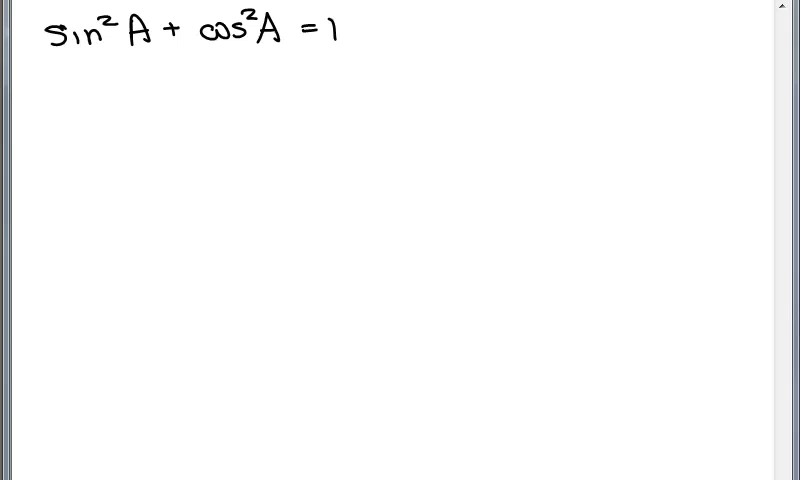 sin² A + cos² A = 1